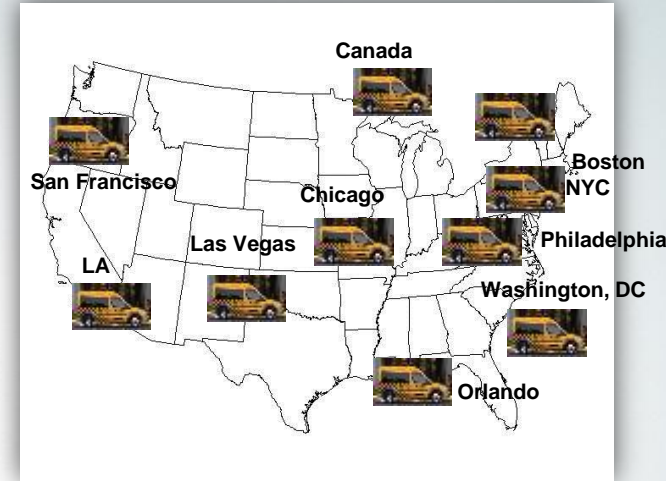 Canada
Boston
San Francisco
Chicago
NYC
Las Vegas
Philadelphia
LA
Washington, DC
Orlando